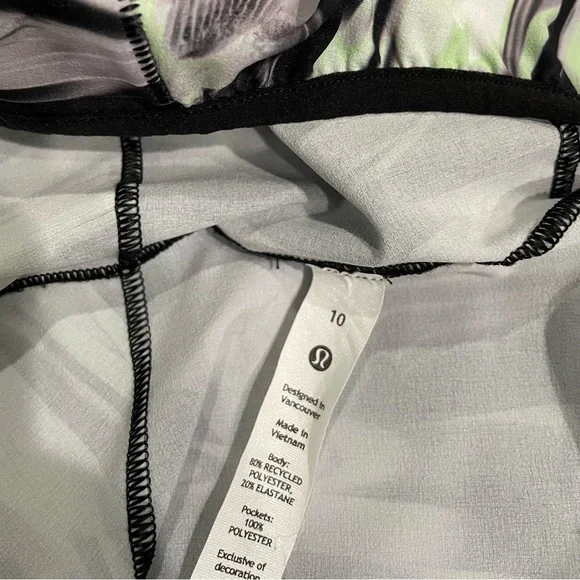 10
Designed in
Vancouver
Made in
Vietnam
Body:
80% RECYCLED
POLYESTER,
20% ELASTANE
Pockets:
100%
POLYESTER
Exclusive of
decoration